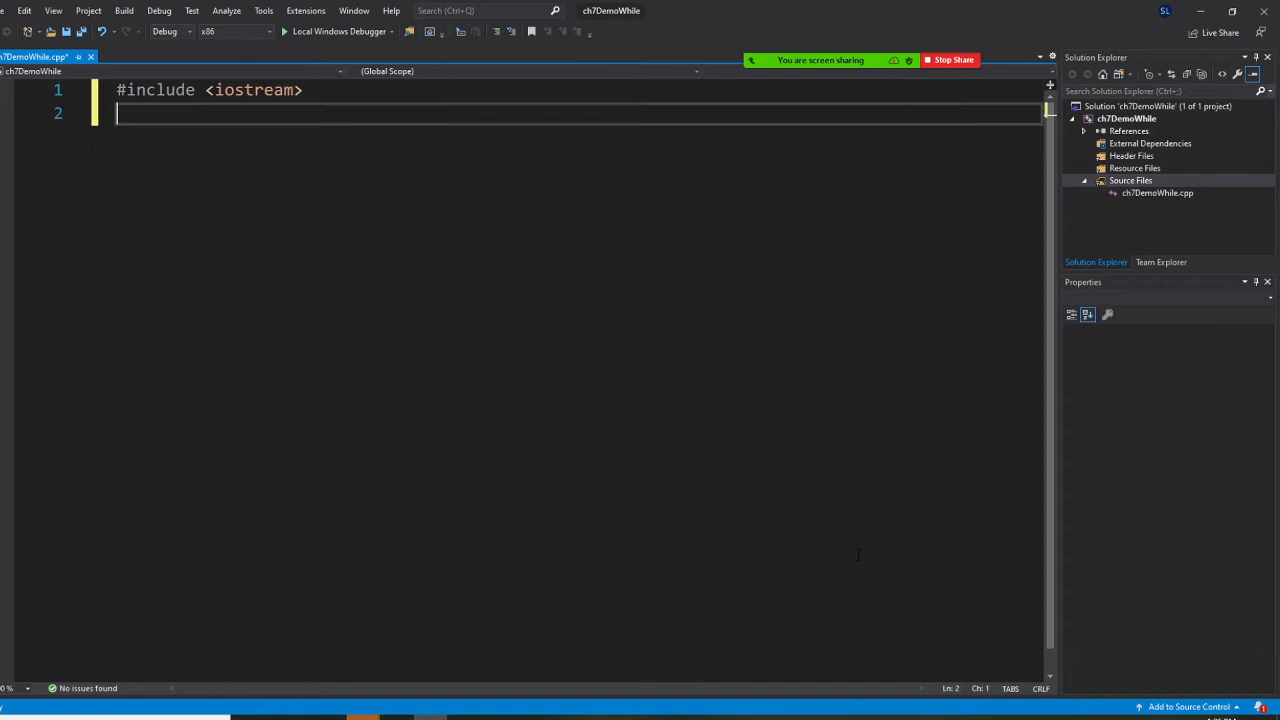 Edit View Project Build Debug Test Analyze Tools Extensions Window Help Search (Ctrl+Q) ch7DemoWhile SL
Debug x86 Local Windows Debugger Live Share
ch7DemoWhile.cpp* You are screen sharing Stop Share Solution Explorer
ch7DemoWhile (Global Scope)
Search Solution Explorer (Ctrl+;)
1 #include <iostream>
2
Solution 'ch7DemoWhile' (1 of 1 project)
ch7DemoWhile
References
External Dependencies
Header Files
Resource Files
Source Files
ch7DemoWhile.cpp
Solution Explorer Team Explorer
Properties
0 % No issues found Ln: 2 Ch: 1 TABS CRLF
Add to Source Control 1